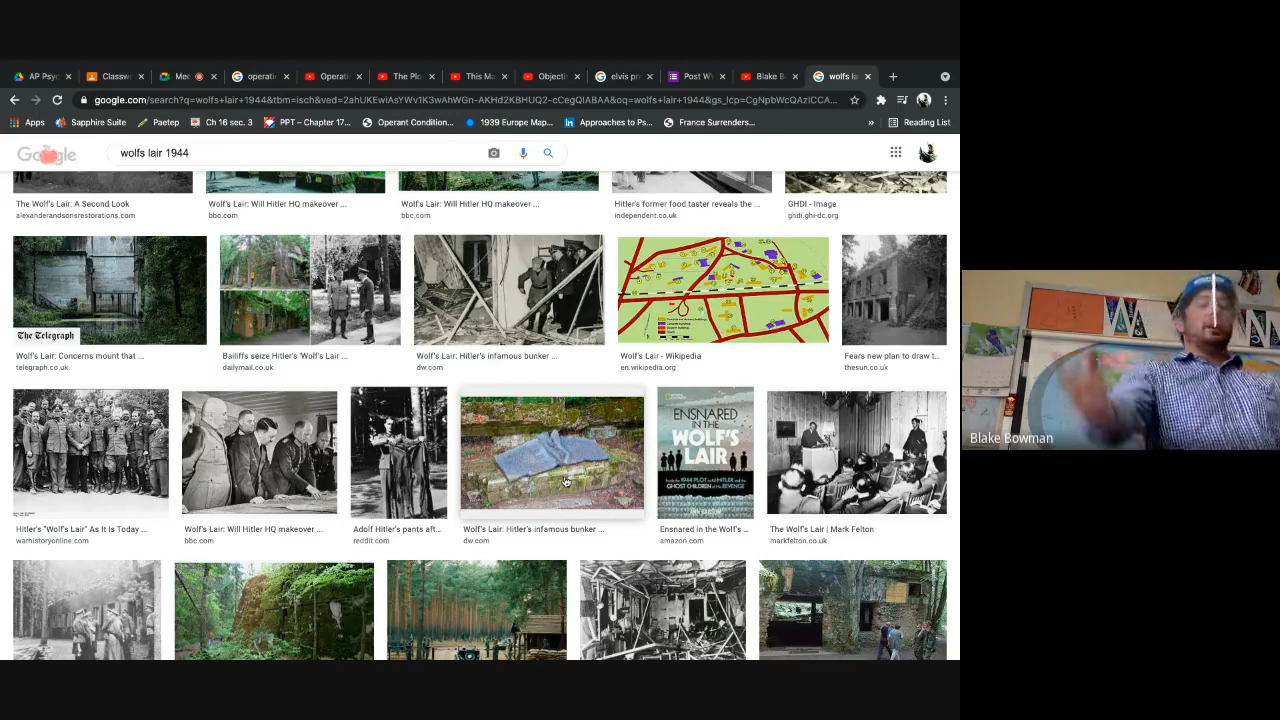 AP Psy
Classw
Mee
operati
Operati
The Plo
This Ma
Objecti
elvis pr
Post W
Blake B
wolfs la
google.com/search?q=wolfs+lair+1944&tbm=isch&ved=2ahUKEwiAsYWv1K3wAhWGn-AKHd2KBHUQ2-cCegQIABAA&oq=wolfs+lair+1944&gs_lcp=CgNpbWcQAzICCA...
Apps
Sapphire Suite
Paetep
Ch 16 sec. 3
PPT – Chapter 17...
Operant Condition...
1939 Europe Map...
Approaches to Ps...
France Surrenders...
»
Reading List
Google
wolfs lair 1944
The Wolf's Lair: A Second Look
alexanderandsonsrestorations.com
Wolf's Lair: Will Hitler HQ makeover ...
bbc.com
Wolf's Lair: Will Hitler HQ makeover ...
bbc.com
Hitler's former food taster reveals the ...
independent.co.uk
GHDI - Image
ghdi.ghi-dc.org
The Telegraph
Wolf's Lair: Concerns mount that ...
telegraph.co.uk
Bailiffs seize Hitler's 'Wolf's Lair ...
dailymail.co.uk
Wolf's Lair: Hitler's infamous bunker ...
dw.com
Wolf's Lair - Wikipedia
en.wikipedia.org
Fears new plan to draw t...
thesun.co.uk
Hitler's "Wolf's Lair" As It Is Today ...
warhistoryonline.com
Wolf's Lair: Will Hitler HQ makeover ...
bbc.com
Adolf Hitler's pants aft...
reddit.com
Wolf's Lair: Hitler's infamous bunker ...
dw.com
ENSNARED
IN THE
WOLF'S
LAIR
Ensnared in the Wolf's ...
amazon.com
The Wolf's Lair | Mark Felton
markfelton.co.uk
Blake Bowman